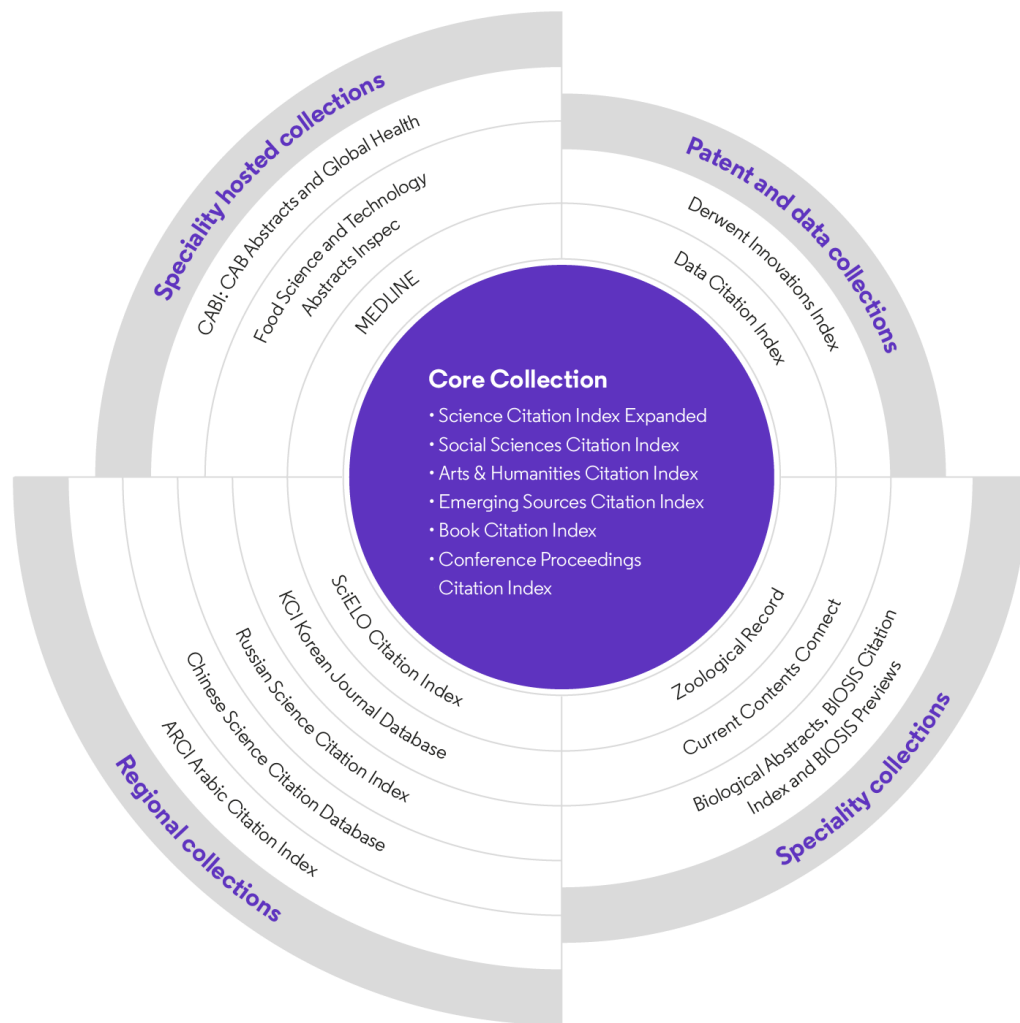 Speciality hosted collections
CABI: CAB Abstracts and Global Health
Food Science and Technology
Abstracts Inspec
MEDLINE
Patent and data collections
Derwent Innovations Index
Data Citation Index
Core Collection
• Science Citation Index Expanded
• Social Sciences Citation Index
• Arts & Humanities Citation Index
• Emerging Sources Citation Index
• Book Citation Index
• Conference Proceedings
Citation Index
SciELO Citation Index
KCI Korean Journal Database
Russian Science Citation Index
Chinese Science Citation Database
ARCI Arabic Citation Index
Regional collections
Zoological Record
Current Contents Connect
Biological Abstracts, BIOSIS Citation
Index and BIOSIS Previews
Speciality collections